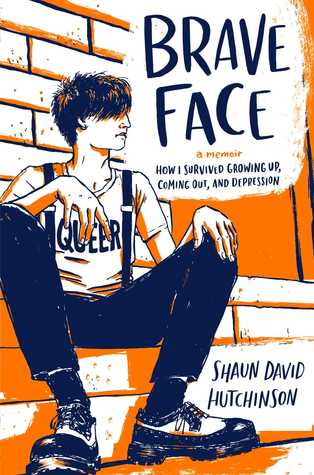 BRAVE
FACE
a memoir
HOW I SURVIVED GROWING UP,
COMING OUT, AND DEPRESSION
QUEER
SHAUN DAVID
HUTCHINSON